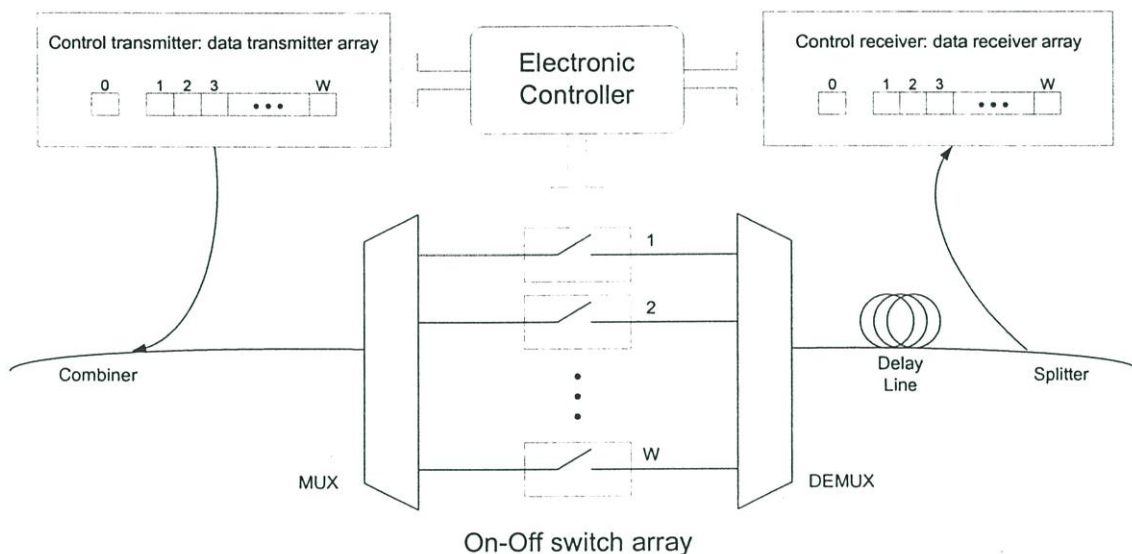 Control transmitter: data transmitter array
0 1 2 3 W
Electronic
Controller
Control receiver: data receiver array
0 1 2 3 W
1
2
W
Combiner
Delay
Line
Splitter
MUX
DEMUX
On-Off switch array